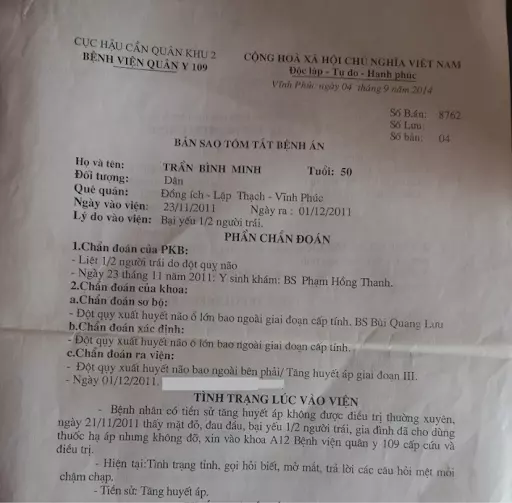 CỤC HẬU CẦN QUÂN KHU 2
BỆNH VIỆN QUÂN Y 109
CỘNG HOÀ XÃ HỘI CHỦ NGHĨA VIỆT NAM
Độc lập - Tự do - Hạnh phúc
Vĩnh Phúc ngày 04 tháng 9 năm 2014
Số B.án: 8762
Số Lưu:
Số bản: 04
BẢN SAO TÓM TẮT BỆNH ÁN
Họ và tên: TRẦN BÌNH MINH Tuổi: 50
Đối tượng: Dân
Quê quán: Đồng ích - Lập Thạch - Vĩnh Phúc
Ngày vào viện: 23/11/2011 Ngày ra : 01/12/2011
Lý do vào viện: Bại yếu 1/2 người trái.
PHẦN CHẨN ĐOÁN
1.Chẩn đoán của PKB:
- Liệt 1/2 người trái do đột quỵ não
- Ngày 23 tháng 11 năm 2011: Y sinh khám: BS Phạm Hồng Thanh.
2.Chẩn đoán của khoa:
a.Chẩn đoán sơ bộ:
- Đột quỵ xuất huyết não ổ lớn bao ngoài giai đoạn cấp tính. BS Bùi Quang Lưu
b.Chẩn đoán xác định:
- Đột quỵ xuất huyết não ổ lớn bao ngoài giai đoạn cấp tính.
c.Chẩn đoán ra viện:
- Đột quỵ xuất huyết não bao ngoài bên phải/ Tăng huyết áp giai đoạn III.
- Ngày 01/12/2011.
TÌNH TRẠNG LÚC VÀO VIỆN
- Bệnh nhân có tiền sử tăng huyết áp không được điều trị thường xuyên,
ngày 21/11/2011 thấy mặt đỏ, đau đầu, bại yếu 1/2 người trái, gia đình đã cho dùng
thuốc hạ áp nhưng không đỡ, xin vào khoa A12 Bệnh viện quân y 109 cấp cứu và
điều trị.
- Hiện tại:Tình trạng tỉnh, gọi hỏi biết, mở mắt, trả lời các câu hỏi mệt mỏi
chậm chạp.
- Tiền sử: Tăng huyết áp.